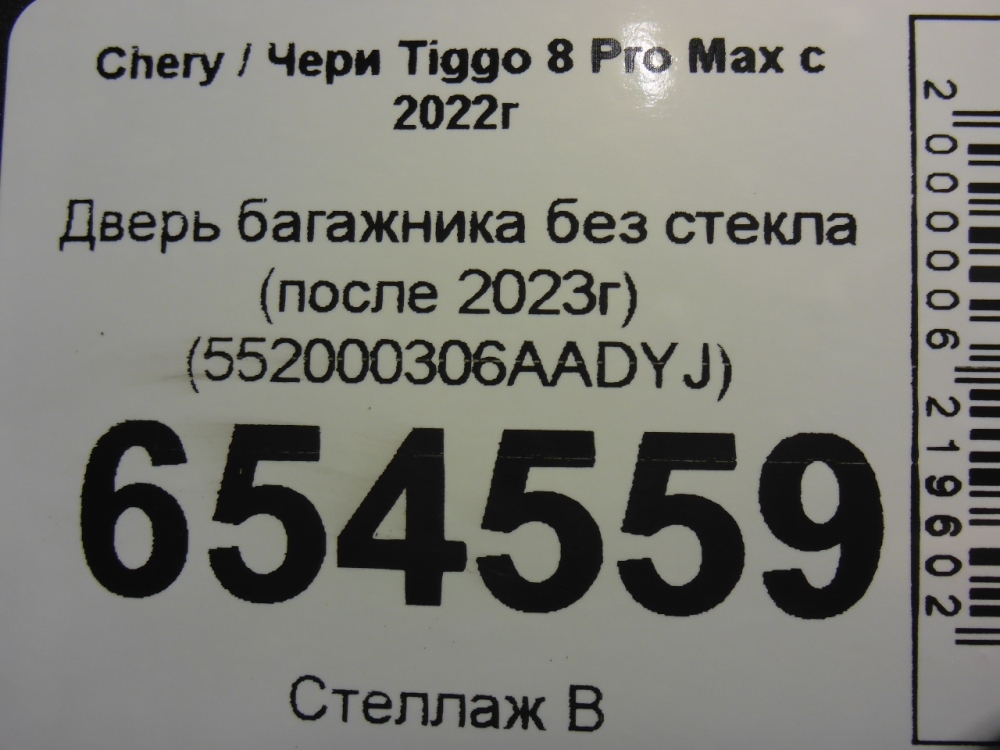 Chery / Чери Tiggo 8 Pro Max с
2022г
Дверь багажника без стекла
(после 2023г)
(552000306AADYJ)
654559
Стеллаж В
2000006219602